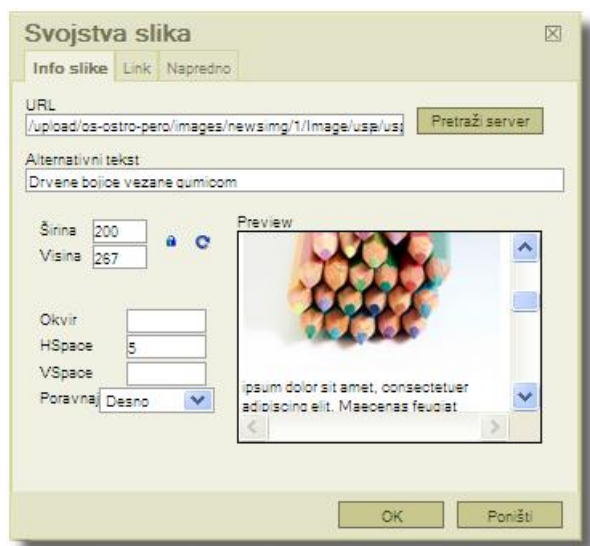 Svojstva slika
Info slike Link Napredno
URL
/upload/os-ostro-pero/images/newsimg/1/Image/usp/usp Pretraži server
Alternativni tekst
Drvene bojice vezane gumicom
Širina 200
Visina 267
Preview
Okvir
HSpace 5
VSpace
Poravnaj Desno
ipsum dolor sit amet, consectetuer
adipiscing elit. Maecenas feugiat
OK Poništi